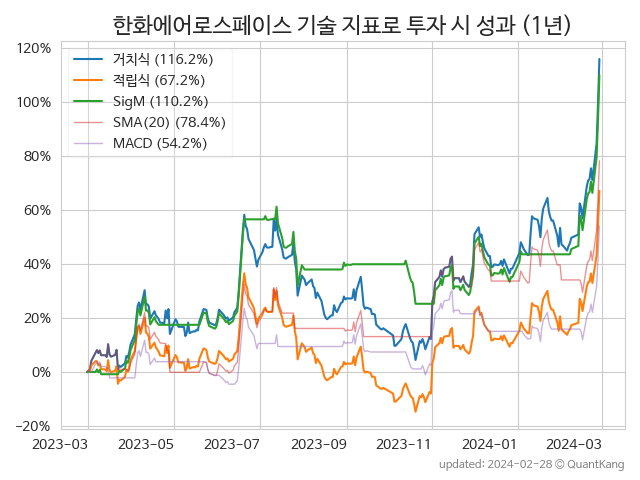 한화에어로스페이스 기술 지표로 투자 시 성과 (1년)
120%
100%
80%
60%
40%
20%
0%
−20%
거치식 (116.2%)
적립식 (67.2%)
SigM (110.2%)
SMA(20) (78.4%)
MACD (54.2%)
2023-03 2023-05 2023-07 2023-09 2023-11 2024-01 2024-03
updated: 2024-02-28 ⓒ QuantKang